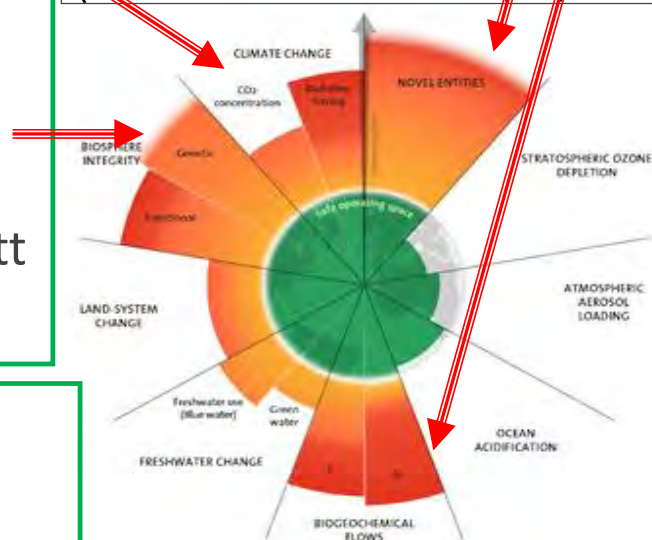 (
CLIMATE CHANGE
CO2
concentration
Radiative
forcing
NOVEL ENTITIES
BIOSPHERE
INTEGRITY
Genetic
Functional
STRATOSPHERIC OZONE
DEPLETION
Safe operating space
tt
ATMOSPHERIC
AEROSOL
LOADING
LAND-SYSTEM
CHANGE
Freshwater use
(Blue water)
Green
water
FRESHWATER CHANGE
OCEAN
ACIDIFICATION
BIOGEOCHEMICAL
FLOWS